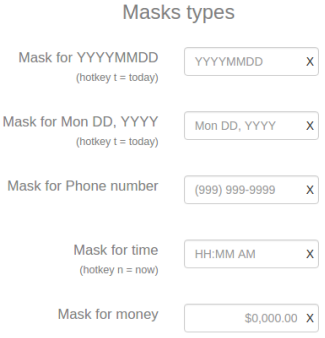 Masks types
Mask for YYYYMMDD
YYYYMMDD X
(hotkey t = today)
Mask for Mon DD, YYYY
Mon DD, YYYY X
(hotkey t = today)
Mask for Phone number
(999) 999-9999 X
Mask for time
HH:MM AM X
(hotkey n = now)
Mask for money
$0,000.00 X